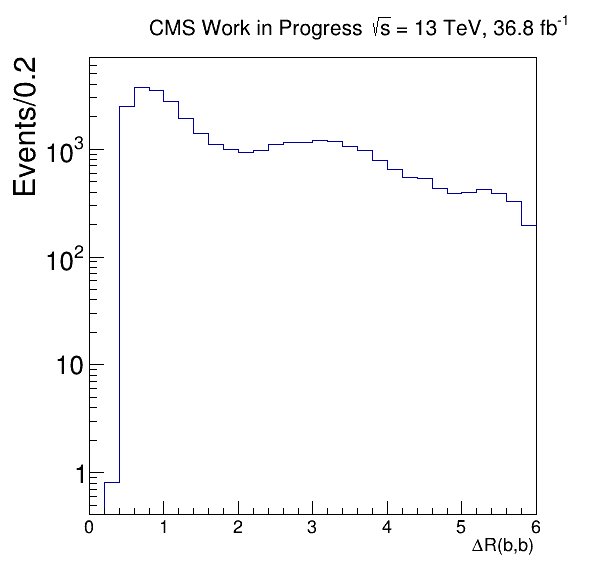 CMS Work in Progress √s = 13 TeV, 36.8 fb⁻¹
Events/0.2
10³
10²
10
1
0 1 2 3 4 5 6
ΔR(b,b)